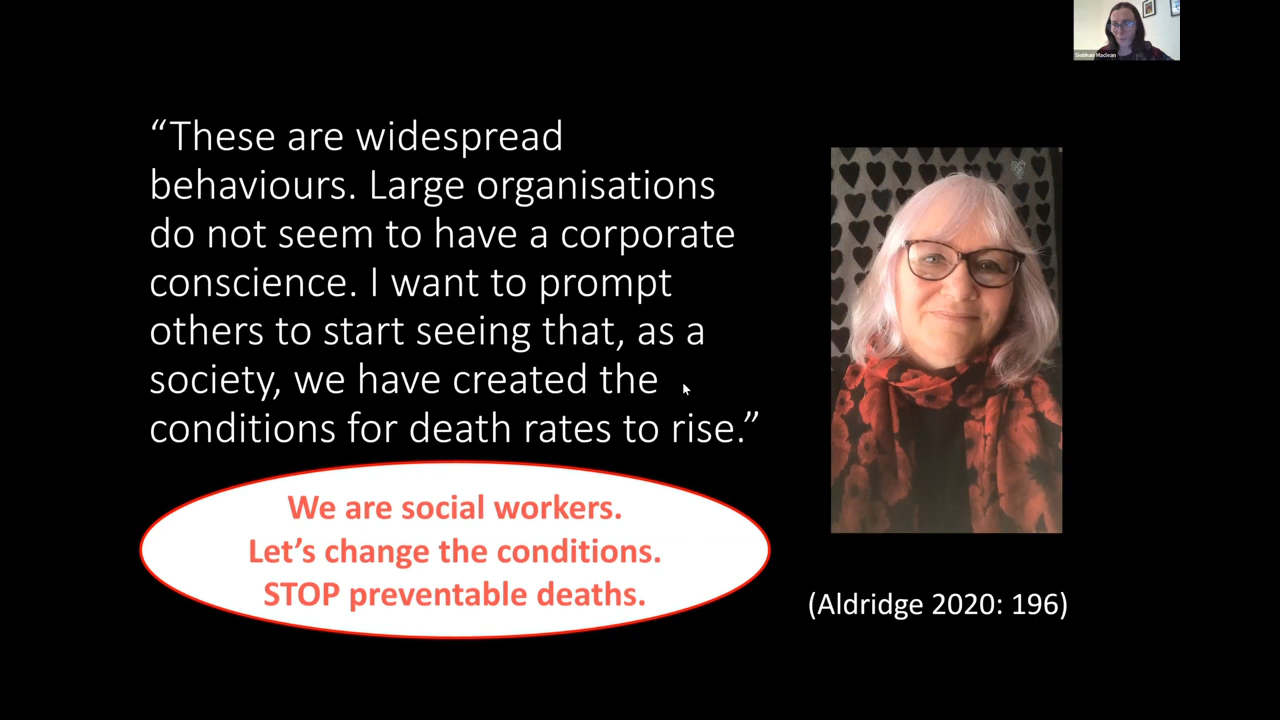 Siobhan Maclean
“These are widespread
behaviours. Large organisations
do not seem to have a corporate
conscience. I want to prompt
others to start seeing that, as a
society, we have created the
conditions for death rates to rise.”
We are social workers.
Let’s change the conditions.
STOP preventable deaths.
(Aldridge 2020: 196)